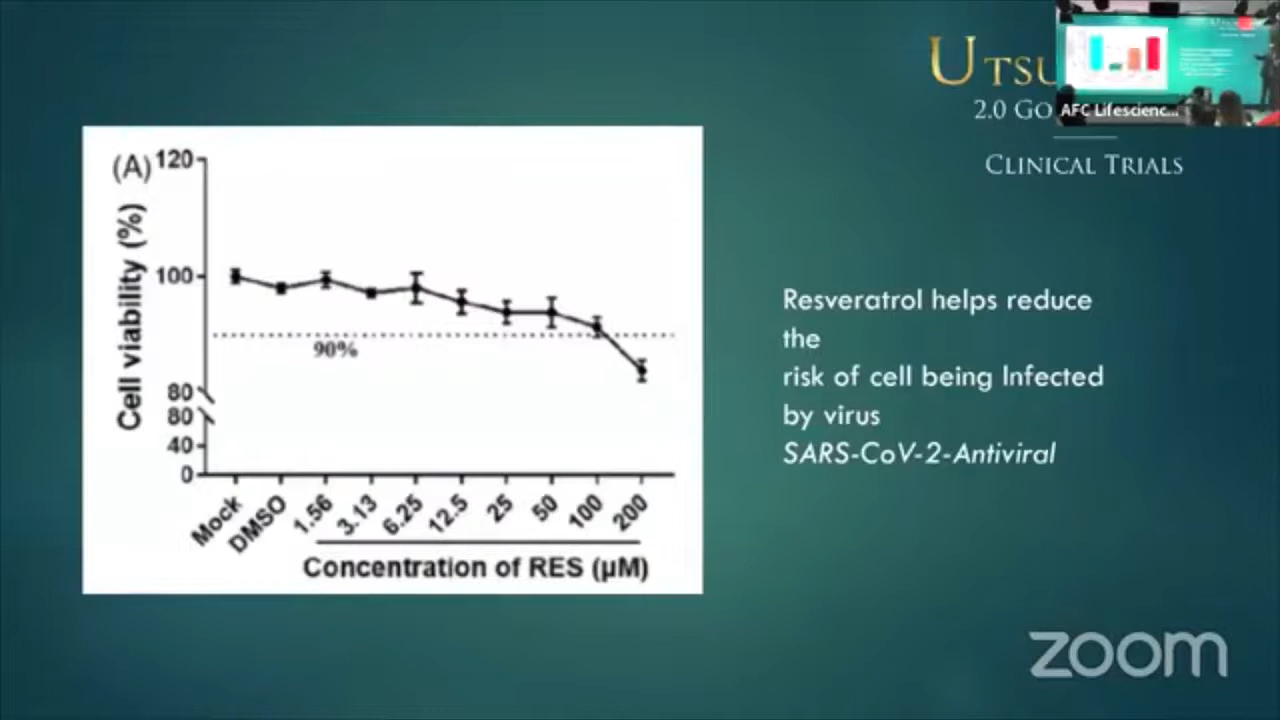 (A)
120
100
80
80
40
0
Cell viability (%)
90%
Mock
DMSO
1.56
3.13
6.25
12.5
25
50
100
200
Concentration of RES (µM)
2.0
AFC Lifescienc...
CLINICAL TRIALS
Resveratrol helps reduce
the
risk of cell being Infected
by virus
SARS-CoV-2-Antiviral
zoom